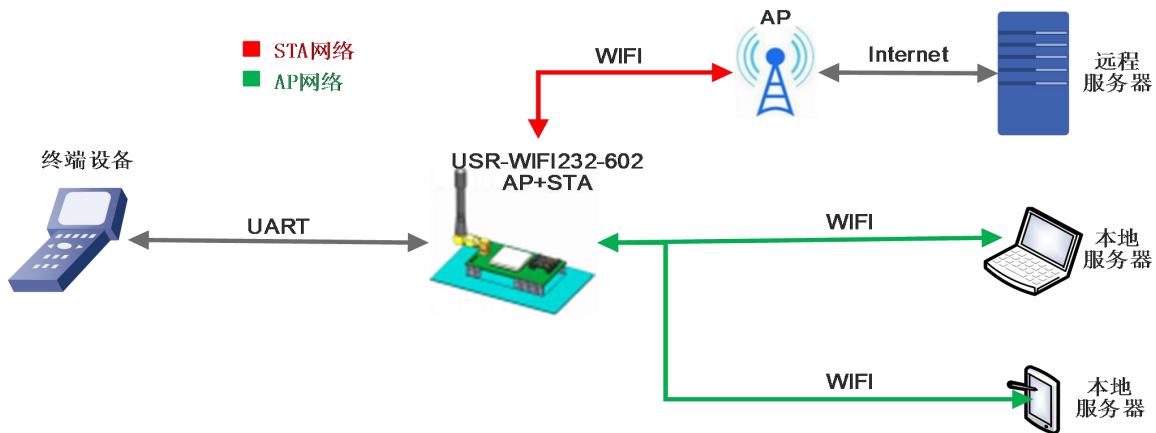 AP
STA网络
WIFI
Internet
远程
服务器
AP网络
终端设备
USR-WIFI232-602
AP+STA
UART
WIFI
本地
服务器
WIFI
本地
服务器